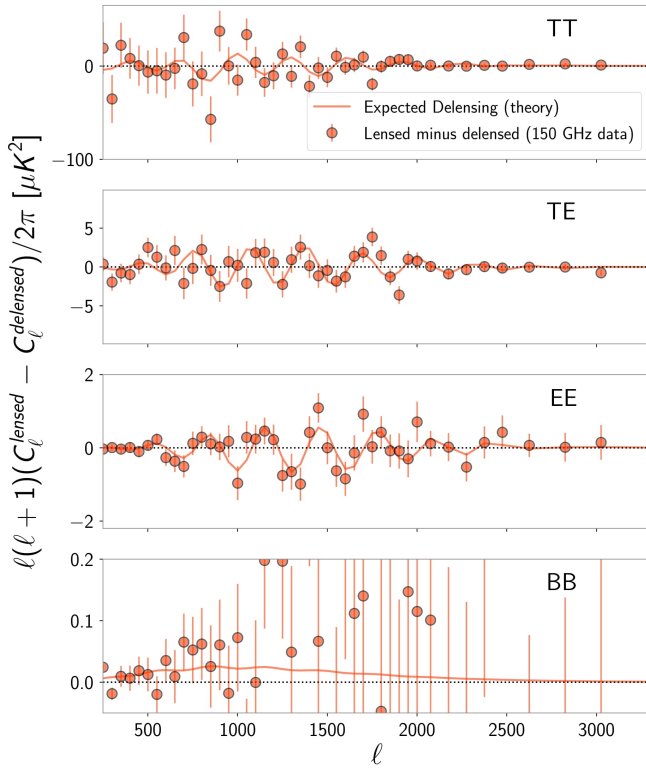 TT
0
−100
Expected Delensing (theory)
Lensed minus delensed (150 GHz data)
TE
5
0
−5
EE
2
0
−2
BB
0.2
0.1
0.0
500 1000 1500 2000 2500 3000
ℓ
ℓ(ℓ + 1)(C_ℓ^{lensed} − C_ℓ^{delensed})/2π [μK²]